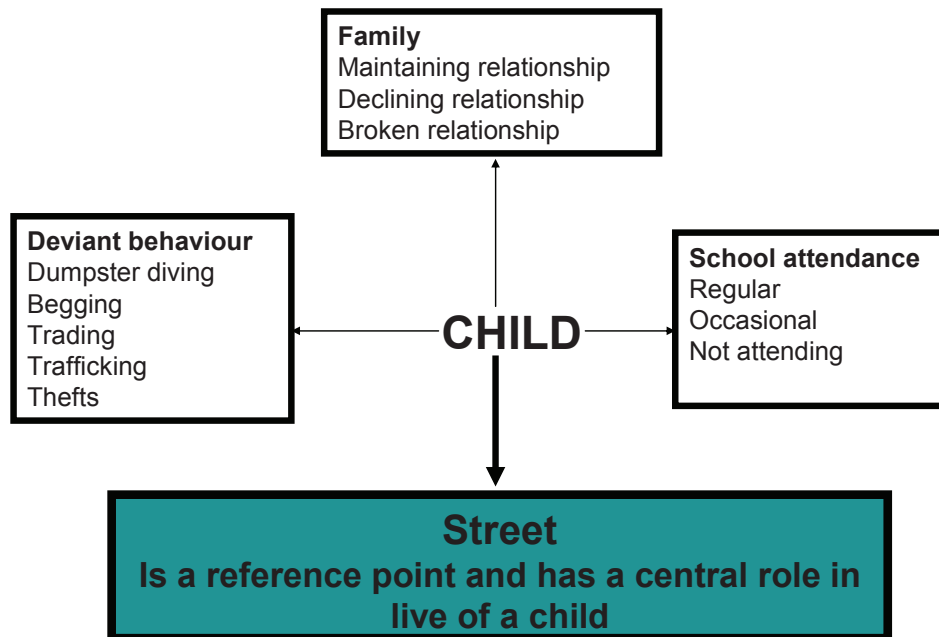 Family
Maintaining relationship
Declining relationship
Broken relationship
Deviant behaviour
Dumpster diving
Begging
Trading
Trafficking
Thefts
CHILD
School attendance
Regular
Occasional
Not attending
Street
Is a reference point and has a central role in
live of a child